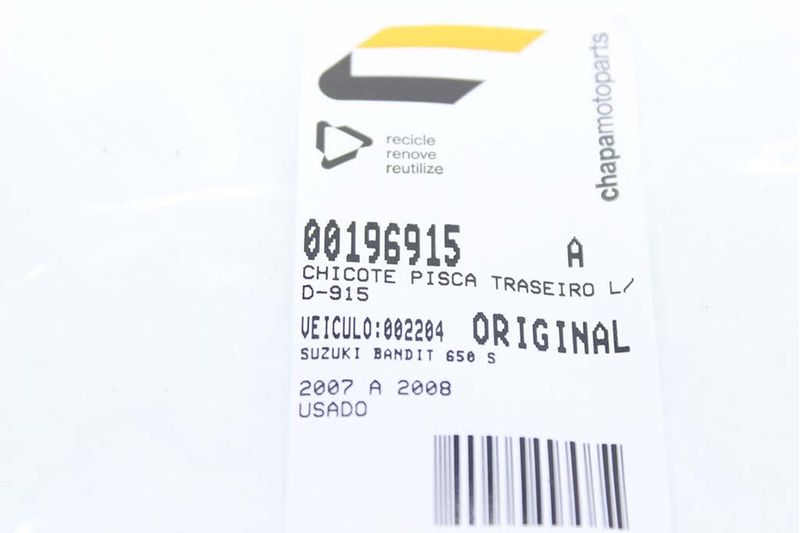 chapamotoparts
recicle
renove
reutilize
00196915 A
CHICOTE PISCA TRASEIRO L/
D-915
VEICULO:002204 ORIGINAL
SUZUKI BANDIT 650 S
2007 A 2008
USADO